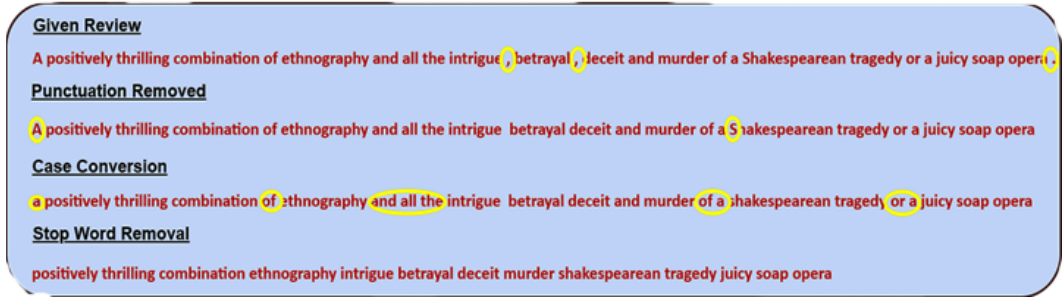 Given Review
A positively thrilling combination of ethnography and all the intrigue , betrayal , deceit and murder of a Shakespearean tragedy or a juicy soap opera .
Punctuation Removed
A positively thrilling combination of ethnography and all the intrigue betrayal deceit and murder of a Shakespearean tragedy or a juicy soap opera
Case Conversion
a positively thrilling combination of ethnography and all the intrigue betrayal deceit and murder of a shakespearean tragedy or a juicy soap opera
Stop Word Removal
positively thrilling combination ethnography intrigue betrayal deceit murder shakespearean tragedy juicy soap opera